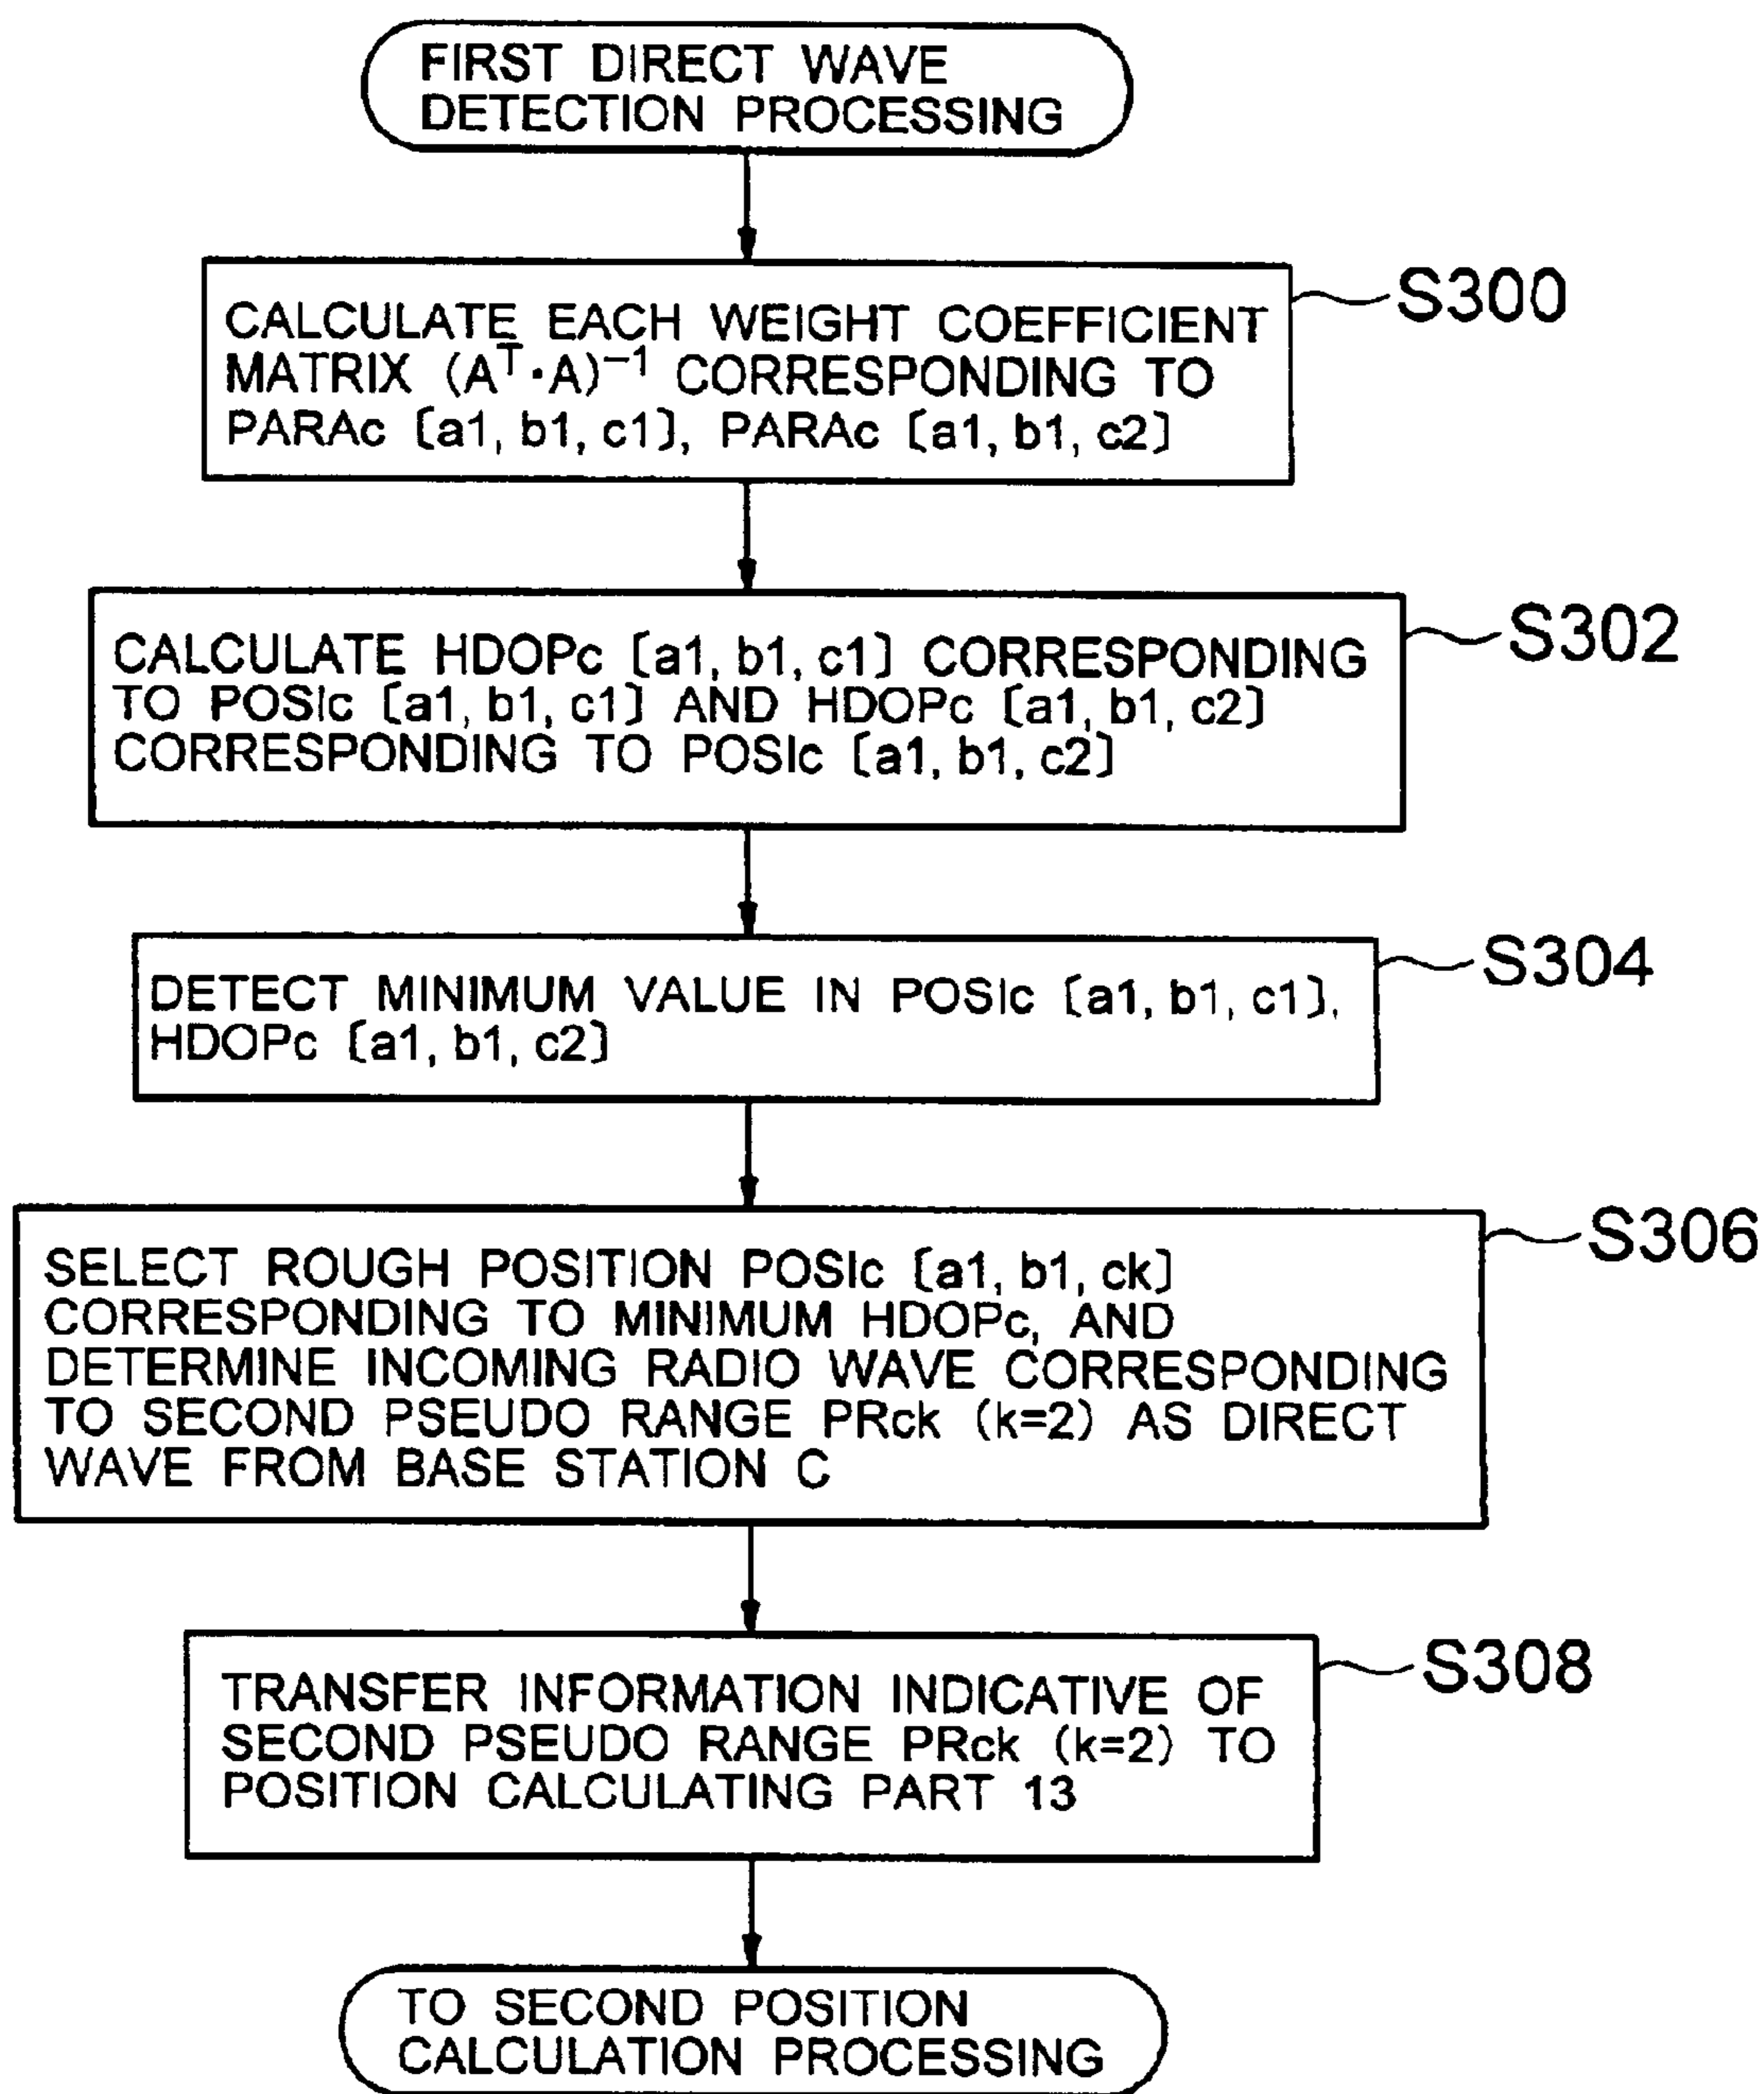 FIRST DIRECT WAVE
DETECTION PROCESSING
S300
CALCULATE EACH WEIGHT COEFFICIENT
MATRIX (Aᵀ·A)⁻¹ CORRESPONDING TO
PARAc [a1, b1, c1], PARAc [a1, b1, c2]
S302
CALCULATE HDOPc [a1, b1, c1] CORRESPONDING
TO POSIc [a1, b1, c1] AND HDOPc [a1, b1, c2]
CORRESPONDING TO POSIc [a1, b1, c2]
S304
DETECT MINIMUM VALUE IN POSIc [a1, b1, c1],
HDOPc [a1, b1, c2]
S306
SELECT ROUGH POSITION POSIc [a1, b1, ck]
CORRESPONDING TO MINIMUM HDOPc, AND
DETERMINE INCOMING RADIO WAVE CORRESPONDING
TO SECOND PSEUDO RANGE PRck (k=2) AS DIRECT
WAVE FROM BASE STATION C
S308
TRANSFER INFORMATION INDICATIVE OF
SECOND PSEUDO RANGE PRck (k=2) TO
POSITION CALCULATING PART 13
TO SECOND POSITION
CALCULATION PROCESSING